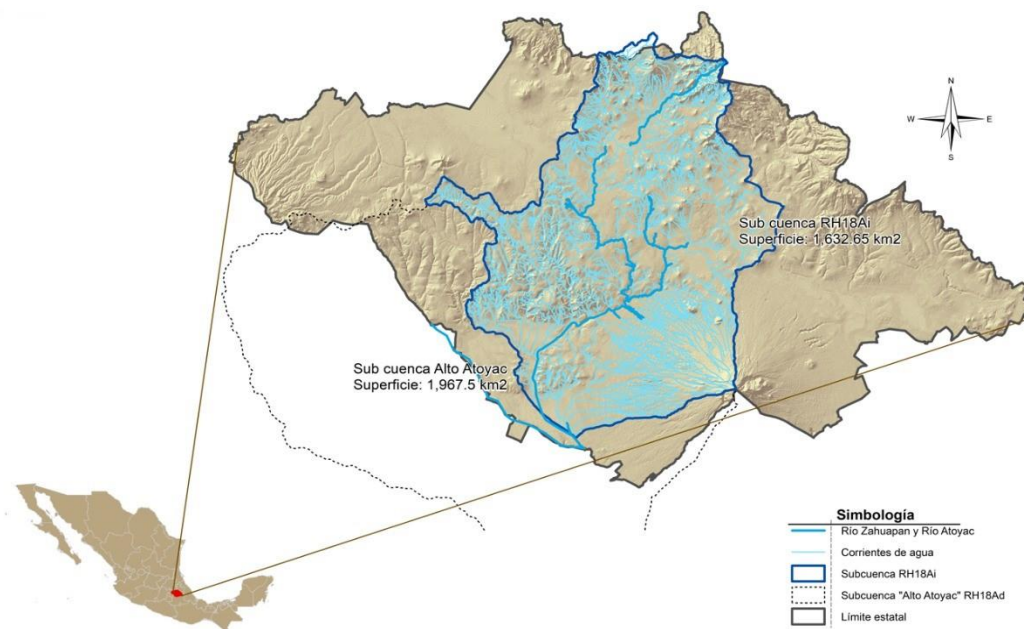 N
W E
S
Sub cuenca RH18Ai
Superficie: 1,632.65 km2
Sub cuenca Alto Atoyac
Superficie: 1,967.5 km2
Simbología
Río Zahuapan y Río Atoyac
Corrientes de agua
Subcuenca RH18Ai
Subcuenca "Alto Atoyac" RH18Ad
Límite estatal